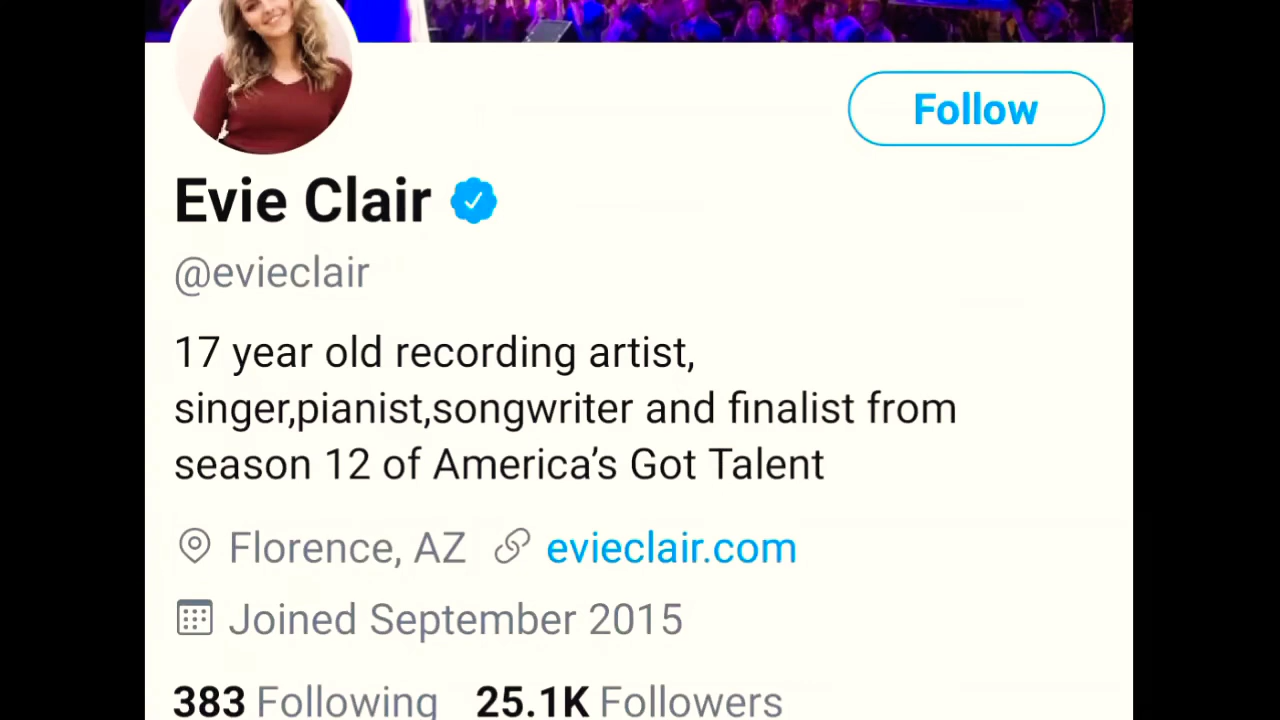 Follow
Evie Clair
@evieclair
17 year old recording artist,
singer,pianist,songwriter and finalist from
season 12 of America’s Got Talent
Florence, AZ evieclair.com
Joined September 2015
383 Following 25.1K Followers